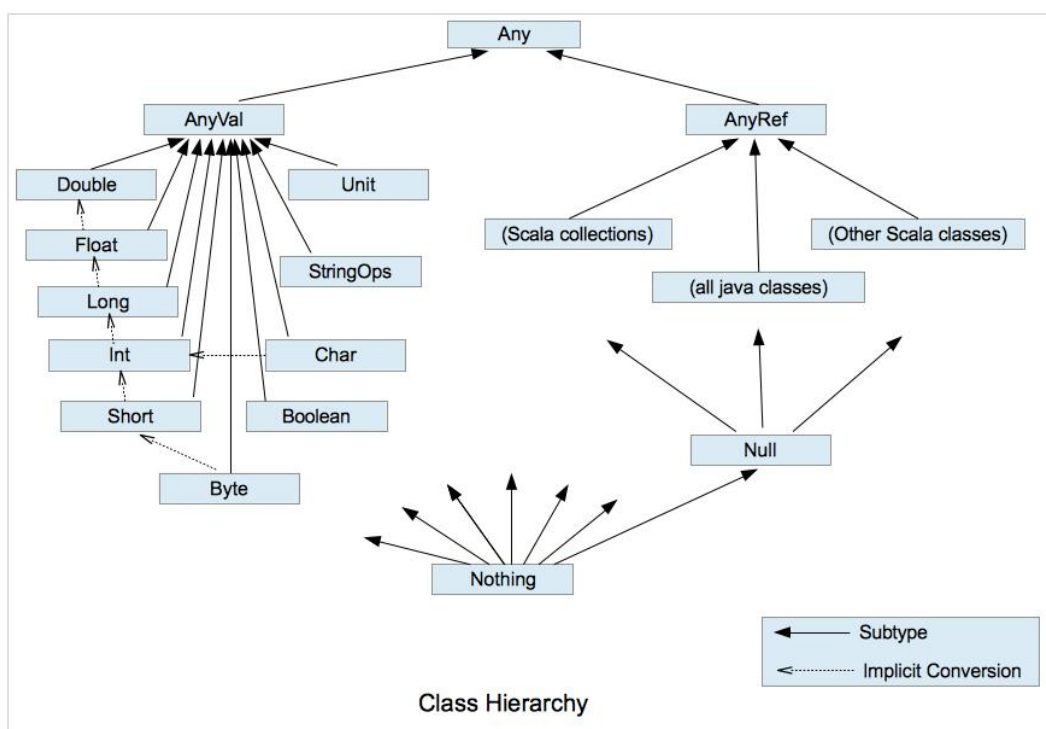 Any
AnyVal
AnyRef
Double
Unit
Float
(Scala collections)
(Other Scala classes)
StringOps
Long
(all java classes)
Int
Char
Short
Boolean
Null
Byte
Nothing
Subtype
Implicit Conversion
Class Hierarchy